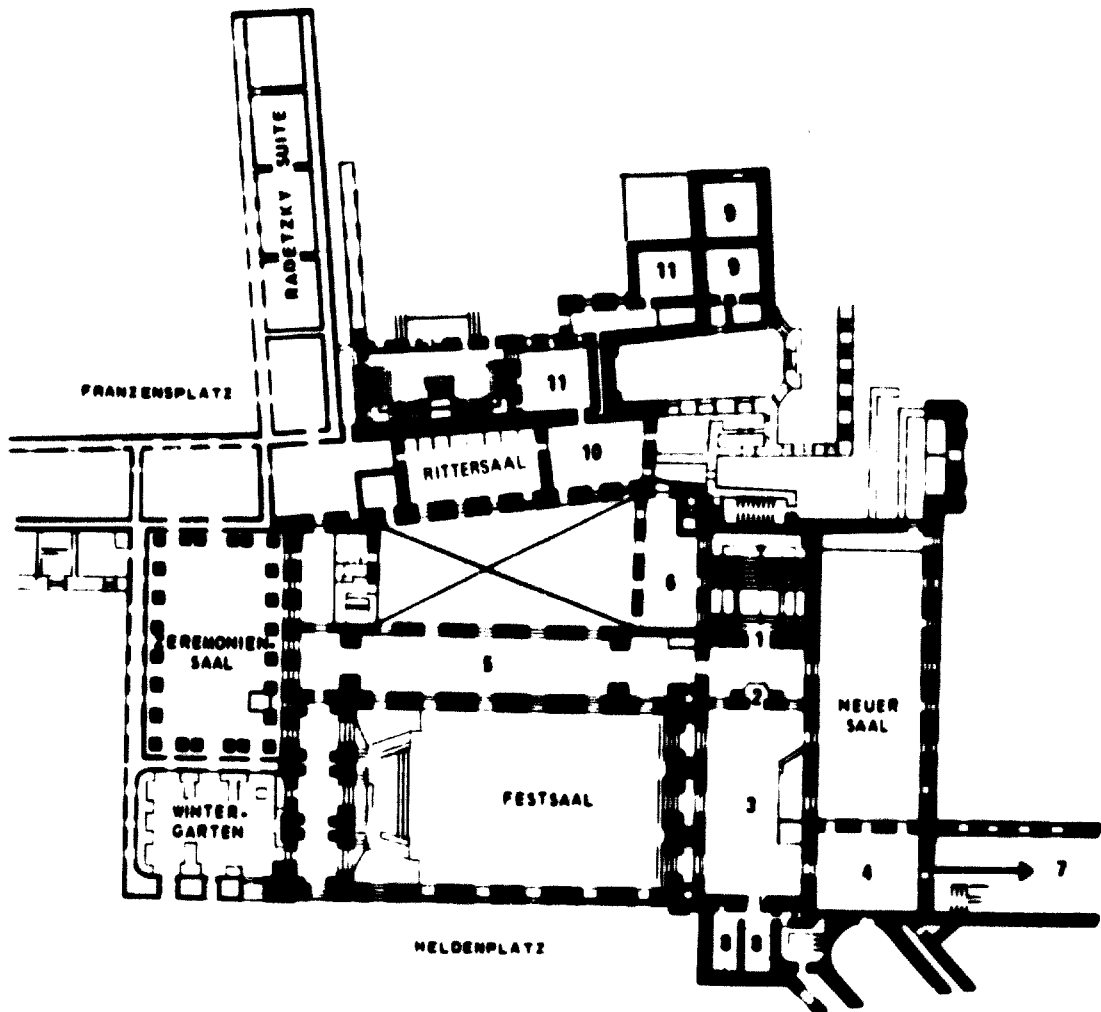 RADETZKY SUITE
9
11
9
FRANZENSPLATZ
11
RITTERSAAL
10
6
EREMONIEN-
SAAL
1
5
2
NEUER
SAAL
WINTER-
GARTEN
FESTSAAL
3
4
7
HELDENPLATZ
8
8